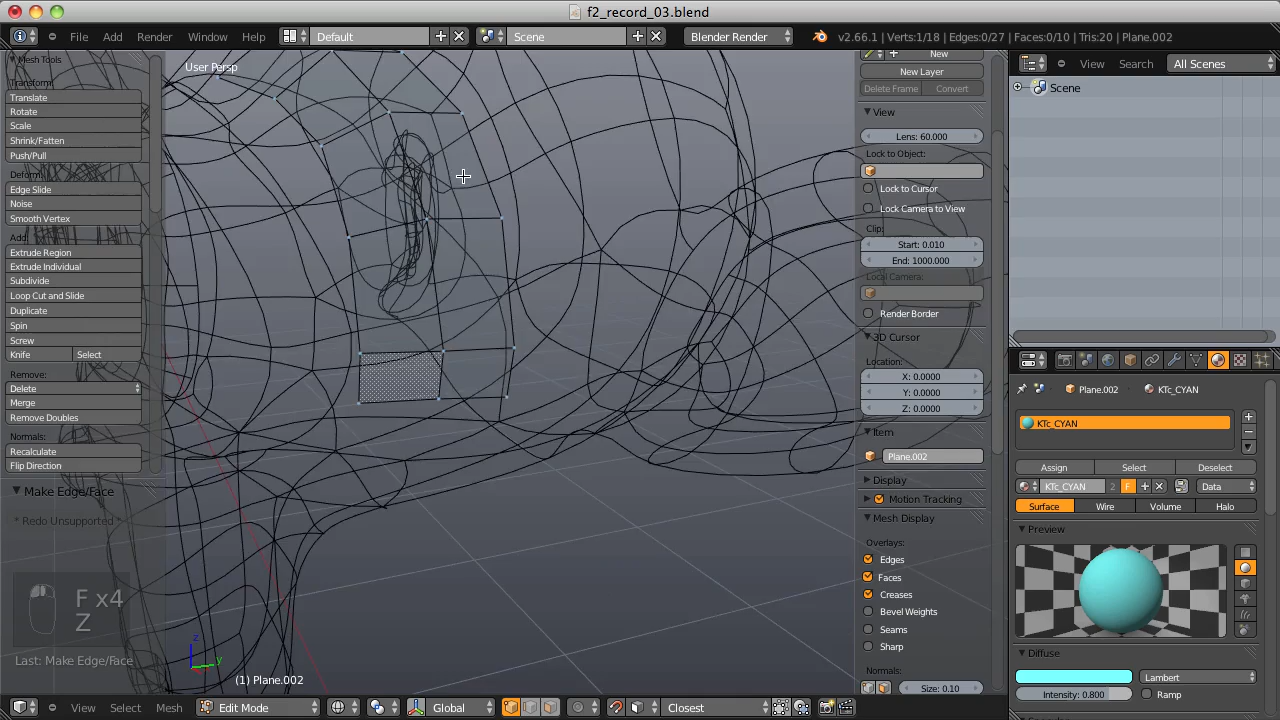 f2_record_03.blend
File Add Render Window Help Default Scene Blender Render v2.66.1 | Verts:1/18 | Edges:0/27 | Faces:0/10 | Tris:20 | Plane.002
Mesh Tools
Transform:
Translate
Rotate
Scale
Shrink/Fatten
Push/Pull
Deform:
Edge Slide
Noise
Smooth Vertex
Add:
Extrude Region
Extrude Individual
Subdivide
Loop Cut and Slide
Duplicate
Spin
Screw
Knife Select
Remove:
Delete
Merge
Remove Doubles
Normals:
Recalculate
Flip Direction
Make Edge/Face
* Redo Unsupported *
F x4
Z
Last: Make Edge/Face
User Persp
z
y
(1) Plane.002
New
New Layer
Delete Frame Convert
View
Lens: 60.000
Lock to Object:
Lock to Cursor
Lock Camera to View
Clip:
Start: 0.010
End: 1000.000
Local Camera:
Render Border
3D Cursor
Location:
X: 0.0000
Y: 0.0000
Z: 0.0000
Item
Plane.002
Display
Motion Tracking
Mesh Display
Overlays:
Edges
Faces
Creases
Bevel Weights
Seams
Sharp
Normals:
Size: 0.10
View Search All Scenes
Scene
Plane.002 KTc_CYAN
KTc_CYAN
Assign Select Deselect
KTc_CYAN 2 F Data
Surface Wire Volume Halo
Preview
Diffuse
Lambert
Intensity: 0.800 Ramp
View Select Mesh Edit Mode Global Closest